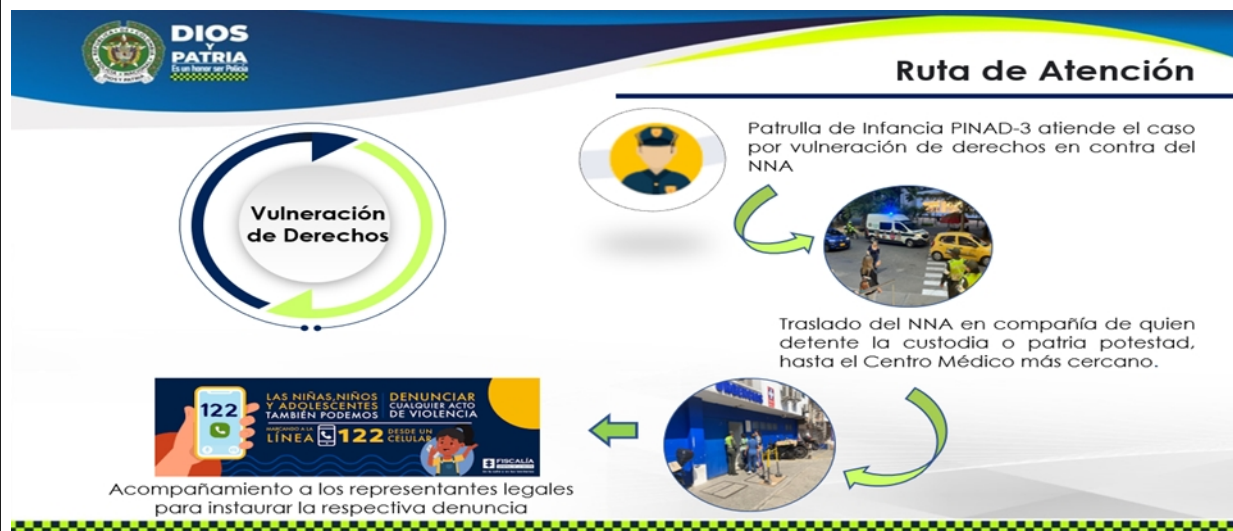 DIOS
Y
PATRIA
Es un honor ser Policía
Ruta de Atención
Patrulla de Infancia PINAD-3 atiende el caso
por vulneración de derechos en contra del
NNA
Vulneración
de Derechos
Traslado del NNA en compañía de quien
detente la custodia o patria potestad,
hasta el Centro Médico más cercano.
122
LAS NIÑAS,NIÑOS
Y ADOLESCENTES
TAMBIÉN PODEMOS
DENUNCIAR
CUALQUIER ACTO
DE VIOLENCIA
MARCANDO A LA
LÍNEA 122 DESDE UN
CELULAR
FISCALÍA
Acompañamiento a los representantes legales
para instaurar la respectiva denuncia